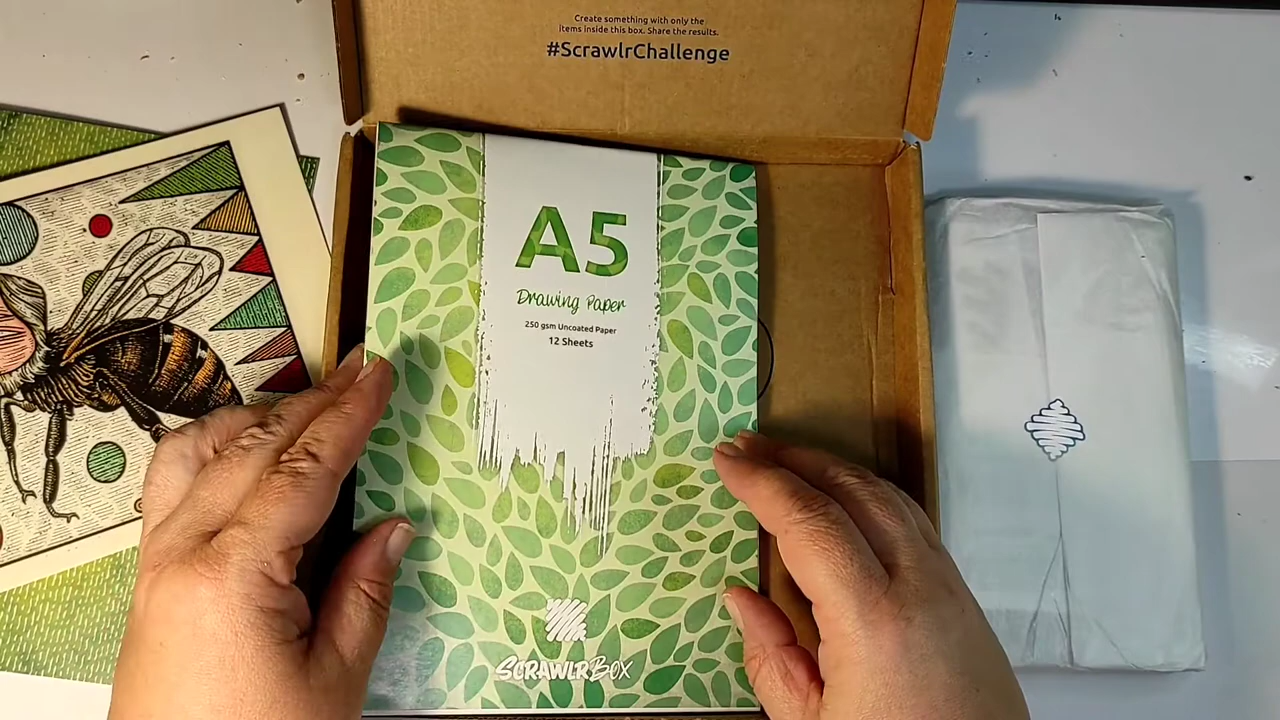 Create something with only the
items inside this box. Share the results.
#ScrawlrChallenge
A5
Drawing Paper
250 gsm Uncoated Paper
12 Sheets
SCRAWLRBOX